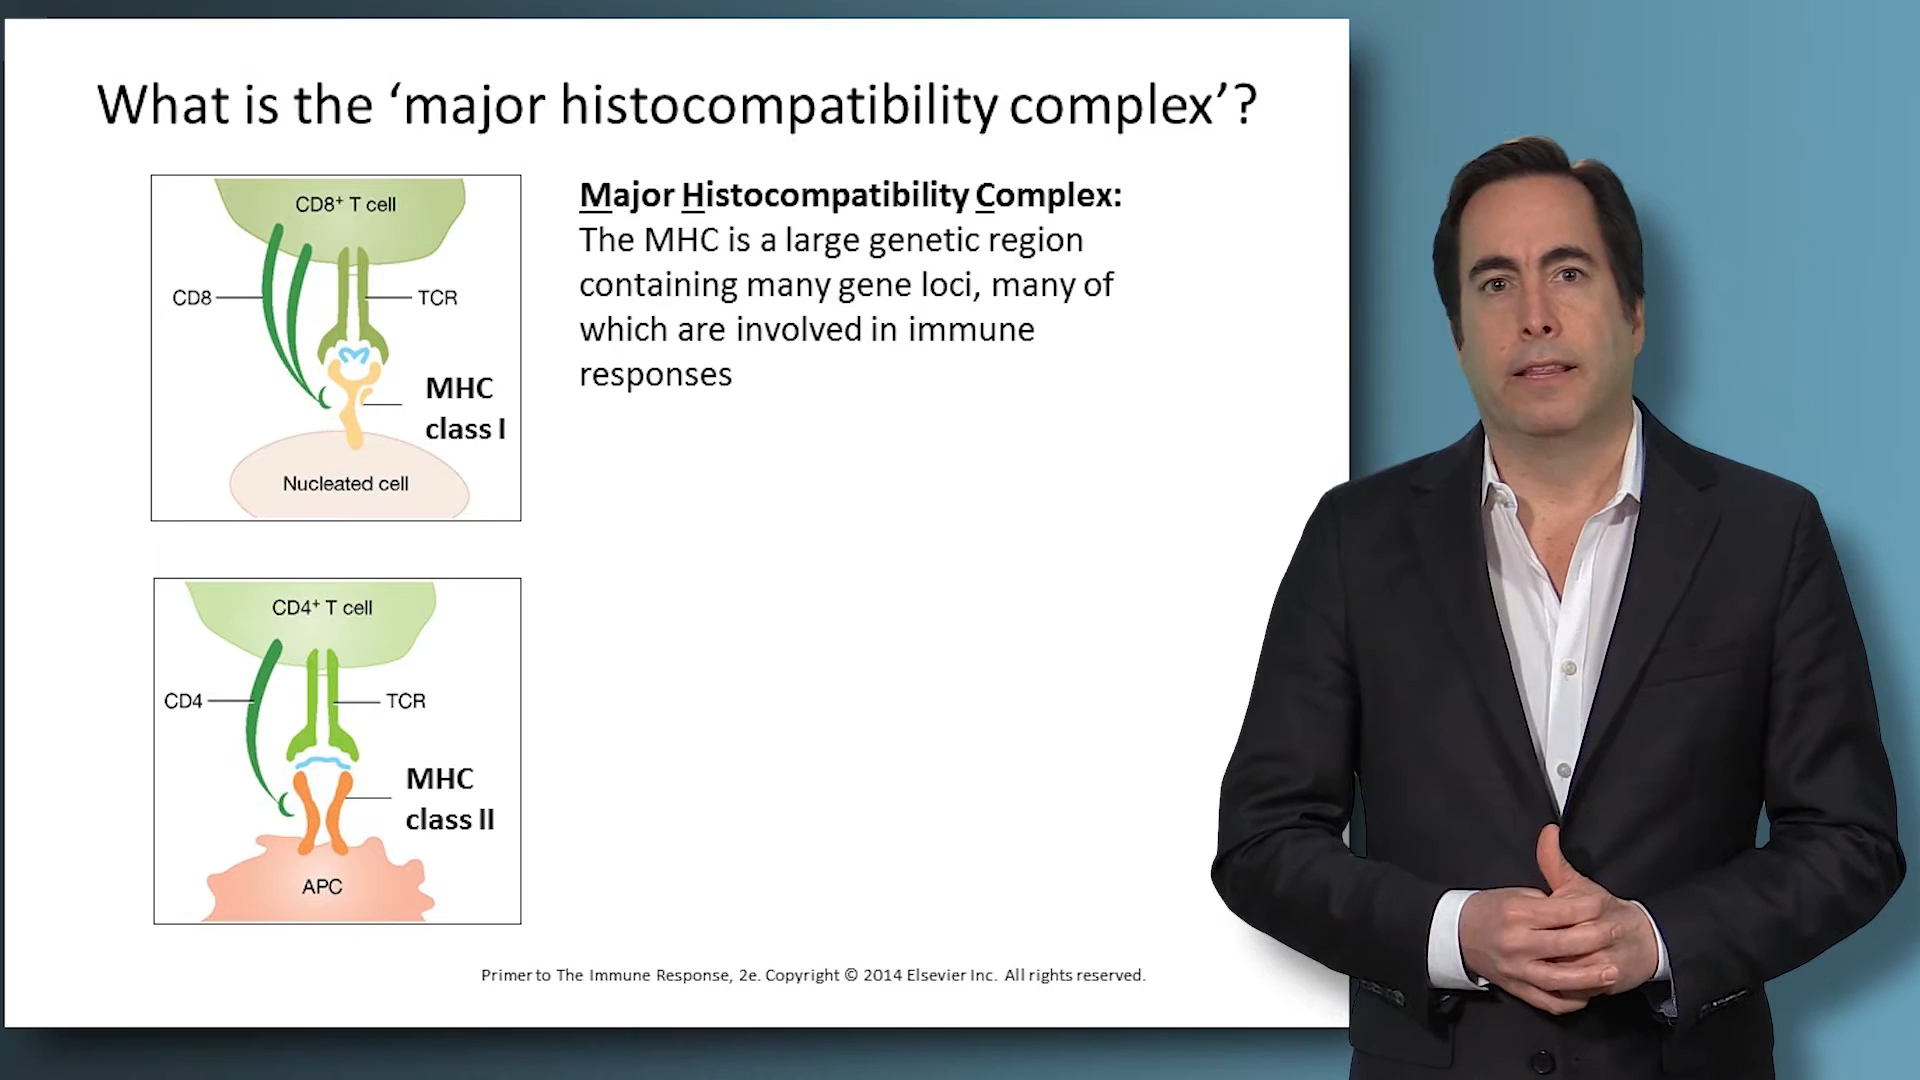 What is the ‘major histocompatibility complex’?
CD8⁺ T cell
CD8
TCR
MHC
class I
Nucleated cell
Major Histocompatibility Complex:
The MHC is a large genetic region
containing many gene loci, many of
which are involved in immune
responses
CD4⁺ T cell
CD4
TCR
MHC
class II
APC
Primer to The Immune Response, 2e. Copyright © 2014 Elsevier Inc. All rights reserved.